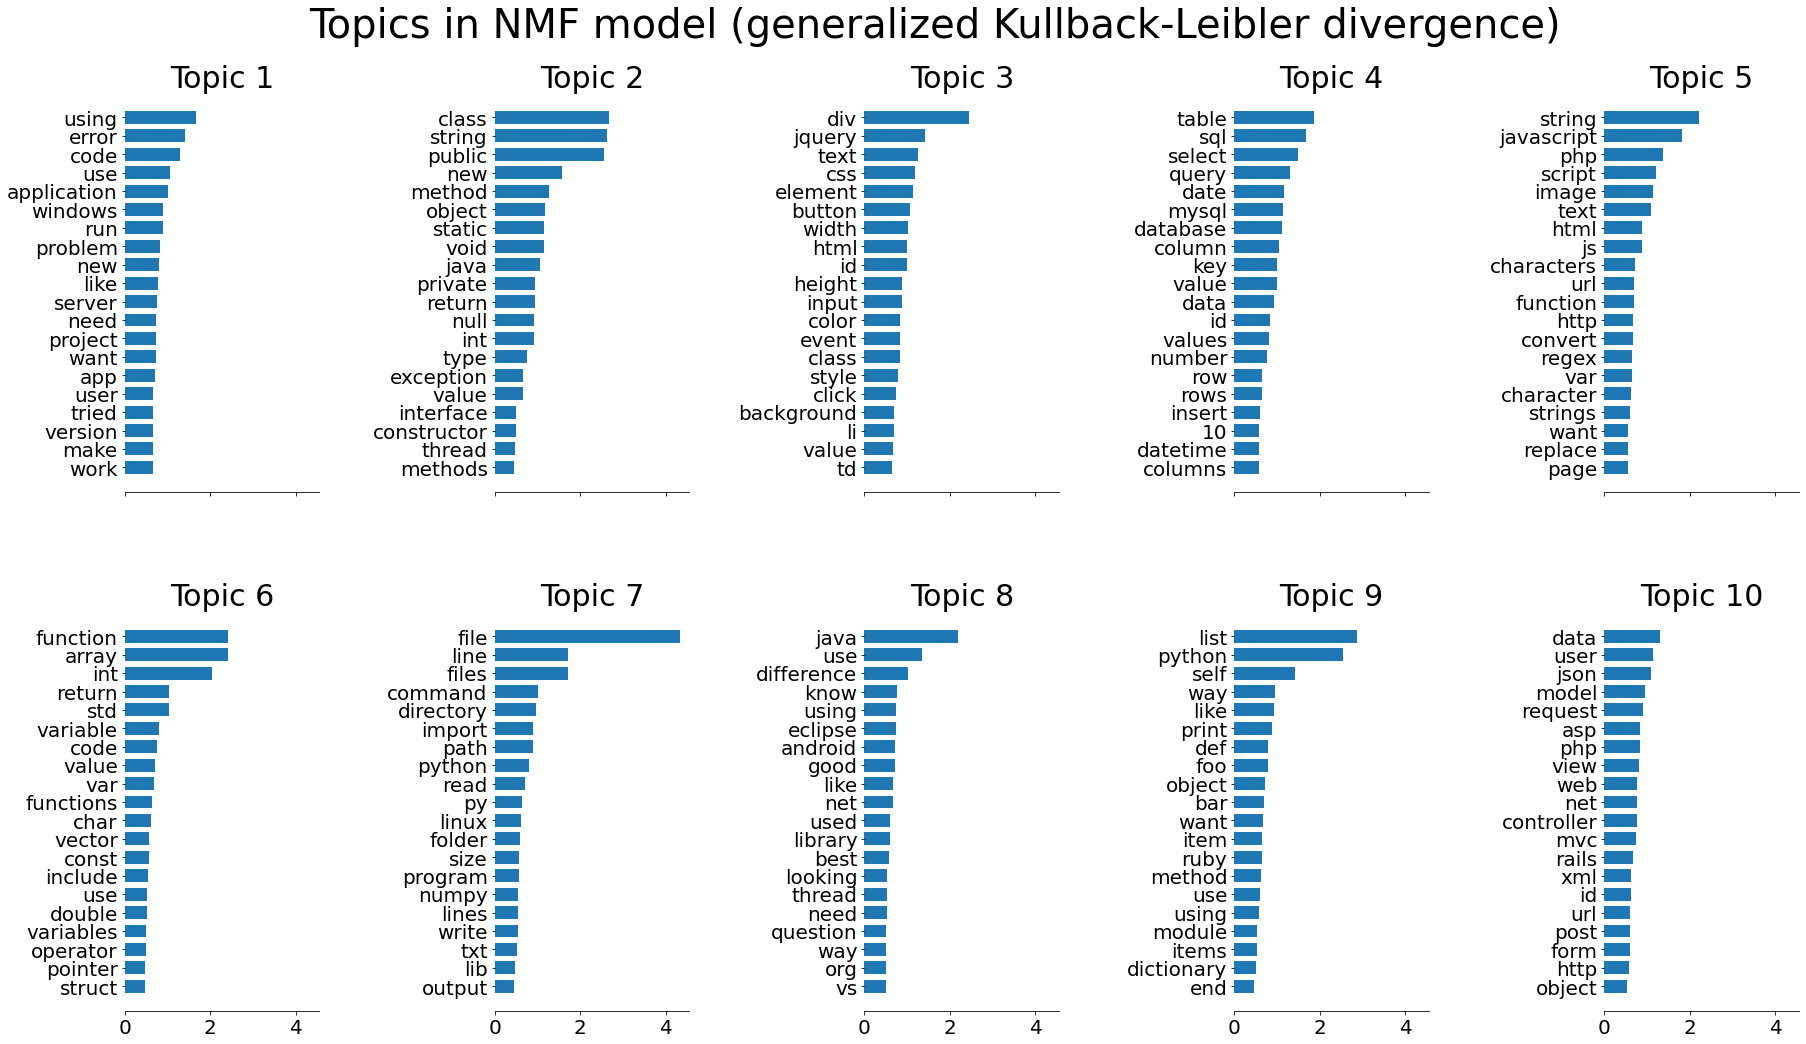 Topics in NMF model (generalized Kullback-Leibler divergence)
Topic 1
using
error
code
use
application
windows
run
problem
new
like
server
need
project
want
app
user
tried
version
make
work
Topic 2
class
string
public
new
method
object
static
void
java
private
return
null
int
type
exception
value
interface
constructor
thread
methods
Topic 3
div
jquery
text
css
element
button
width
html
id
height
input
color
event
class
style
click
background
li
value
td
Topic 4
table
sql
select
query
date
mysql
database
column
key
value
data
id
values
number
row
rows
insert
10
datetime
columns
Topic 5
string
javascript
php
script
image
text
html
js
characters
url
function
http
convert
regex
var
character
strings
want
replace
page
Topic 6
function
array
int
return
std
variable
code
value
var
functions
char
vector
const
include
use
double
variables
operator
pointer
struct
0 2 4
Topic 7
file
line
files
command
directory
import
path
python
read
py
linux
folder
size
program
numpy
lines
write
txt
lib
output
0 2 4
Topic 8
java
use
difference
know
using
eclipse
android
good
like
net
used
library
best
looking
thread
need
question
way
org
vs
0 2 4
Topic 9
list
python
self
way
like
print
def
foo
object
bar
want
item
ruby
method
use
using
module
items
dictionary
end
0 2 4
Topic 10
data
user
json
model
request
asp
php
view
web
net
controller
mvc
rails
xml
id
url
post
form
http
object
0 2 4